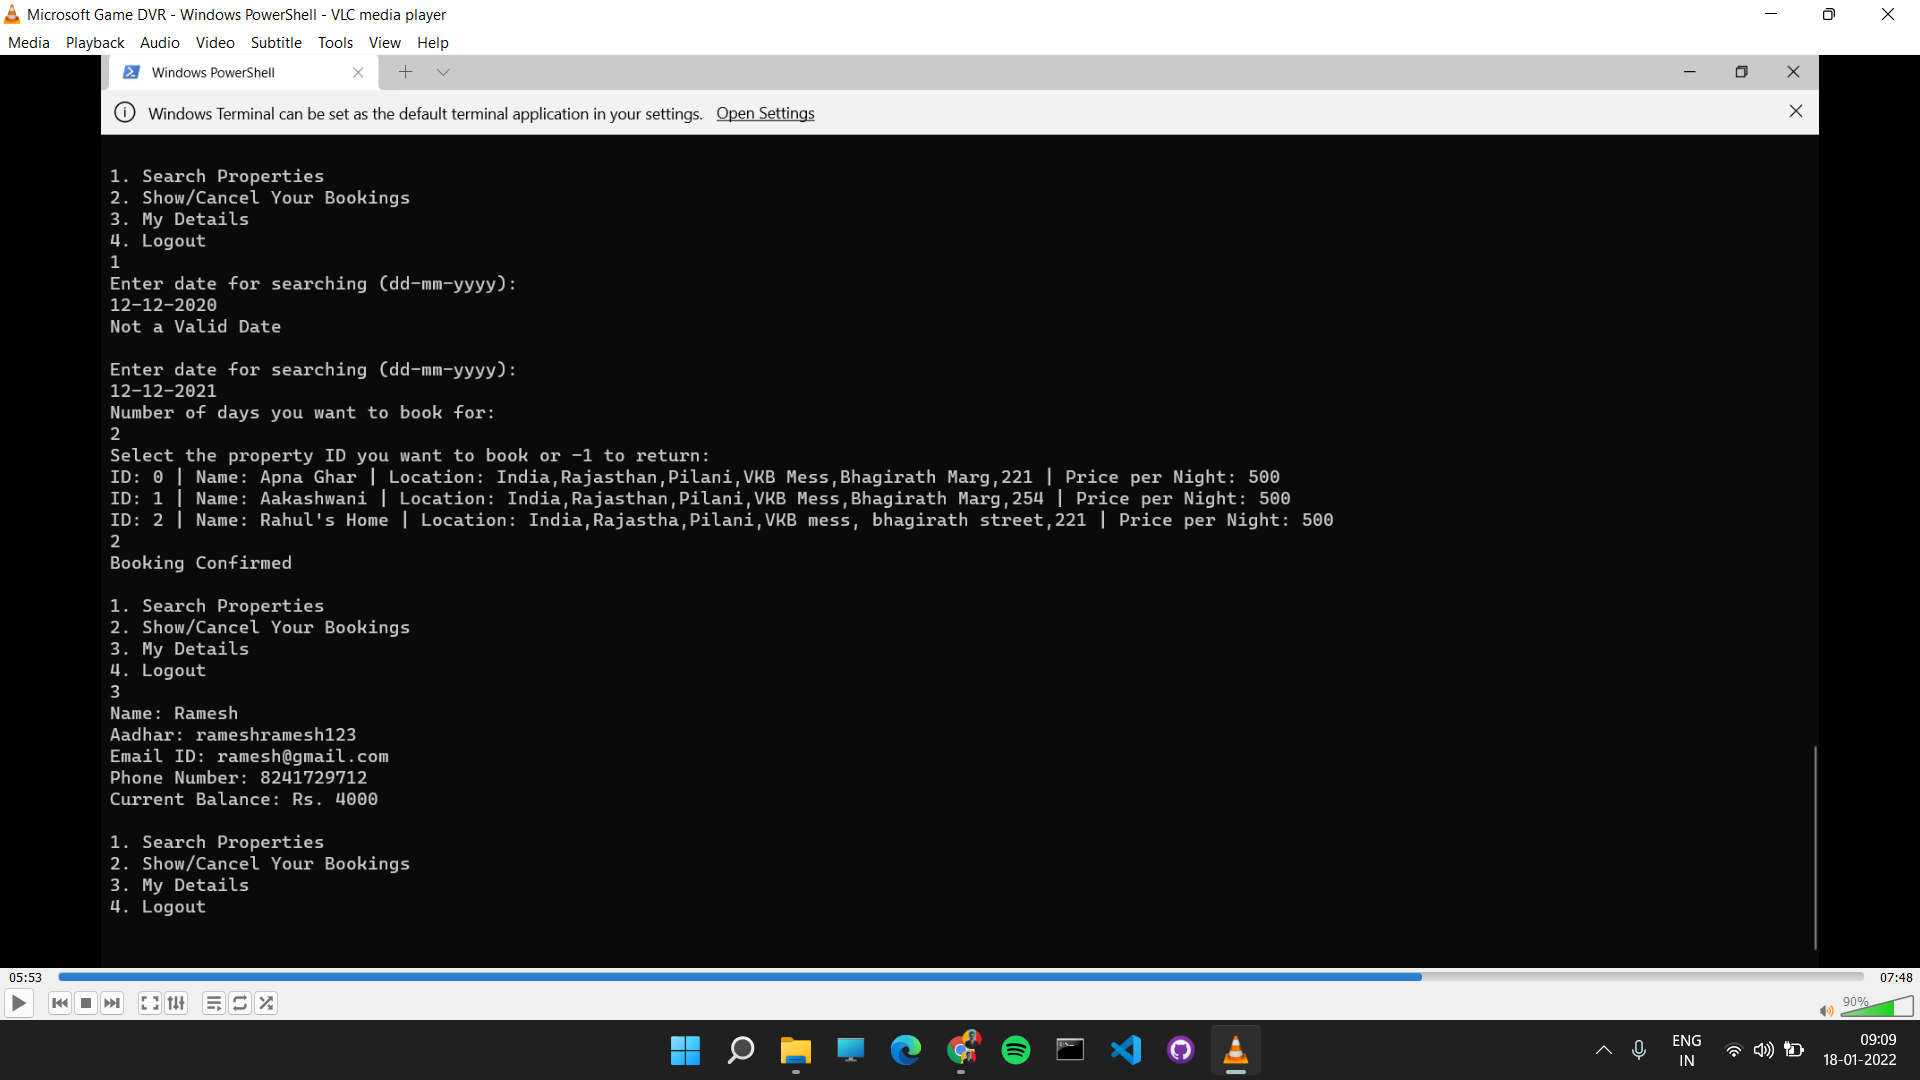 Microsoft Game DVR - Windows PowerShell - VLC media player
Media Playback Audio Video Subtitle Tools View Help
Windows PowerShell
Windows Terminal can be set as the default terminal application in your settings. Open Settings
1. Search Properties
2. Show/Cancel Your Bookings
3. My Details
4. Logout
1
Enter date for searching (dd-mm-yyyy):
12-12-2020
Not a Valid Date
Enter date for searching (dd-mm-yyyy):
12-12-2021
Number of days you want to book for:
2
Select the property ID you want to book or -1 to return:
ID: 0 | Name: Apna Ghar | Location: India,Rajasthan,Pilani,VKB Mess,Bhagirath Marg,221 | Price per Night: 500
ID: 1 | Name: Aakashwani | Location: India,Rajasthan,Pilani,VKB Mess,Bhagirath Marg,254 | Price per Night: 500
ID: 2 | Name: Rahul's Home | Location: India,Rajastha,Pilani,VKB mess, bhagirath street,221 | Price per Night: 500
2
Booking Confirmed
1. Search Properties
2. Show/Cancel Your Bookings
3. My Details
4. Logout
3
Name: Ramesh
Aadhar: rameshramesh123
Email ID: ramesh@gmail.com
Phone Number: 8241729712
Current Balance: Rs. 4000
1. Search Properties
2. Show/Cancel Your Bookings
3. My Details
4. Logout
05:53 07:48
90%
ENG 09:09
IN 18-01-2022